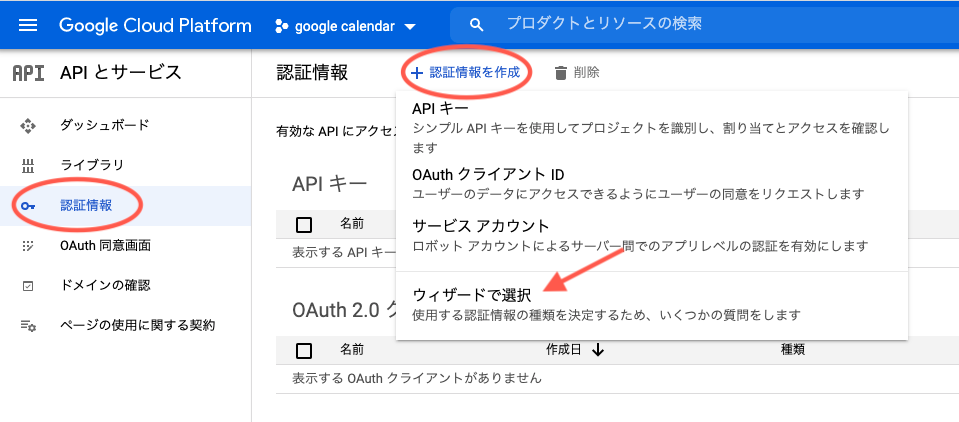 Google Cloud Platform
google calendar
プロダクトとリソースの検索
API
API とサービス
認証情報
+ 認証情報を作成
削除
ダッシュボード
ライブラリ
認証情報
OAuth 同意画面
ドメインの確認
ページの使用に関する契約
有効な API にアクセス
API キー
シンプル API キーを使用してプロジェクトを識別し、割り当てとアクセスを確認し
ます
OAuth クライアント ID
ユーザーのデータにアクセスできるようにユーザーの同意をリクエストします
サービス アカウント
ロボット アカウントによるサーバー間でのアプリレベルの認証を有効にします
ウィザードで選択
使用する認証情報の種類を決定するため、いくつかの質問をします
API キー
名前
表示する API キー
OAuth 2.0 ク
名前
作成日 ↓
種類
表示する OAuth クライアントがありません